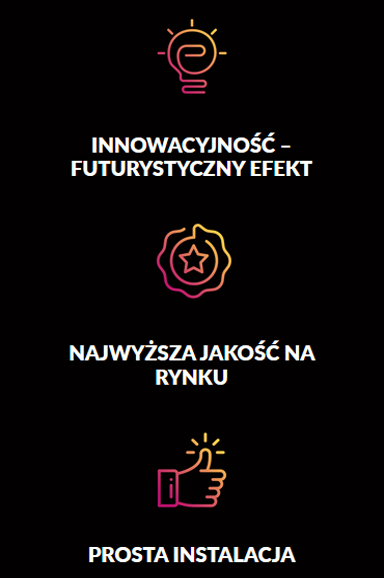 INNOWACYJNOŚĆ –
FUTURYSTYCZNY EFEKT
NAJWYŻSZA JAKOŚĆ NA
RYNKU
PROSTA INSTALACJA